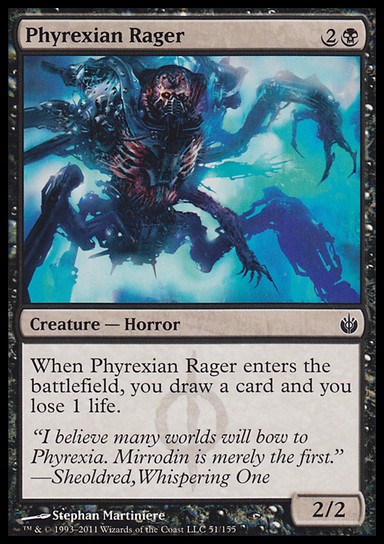 Phyrexian Rager 2
Creature — Horror
When Phyrexian Rager enters the
battlefield, you draw a card and you
lose 1 life.
“I believe many worlds will bow to
Phyrexia. Mirrodin is merely the first.”
—Sheoldred,Whispering One
Stephan Martiniere
™ & © 1993–2011 Wizards of the Coast LLC 51/155
2/2